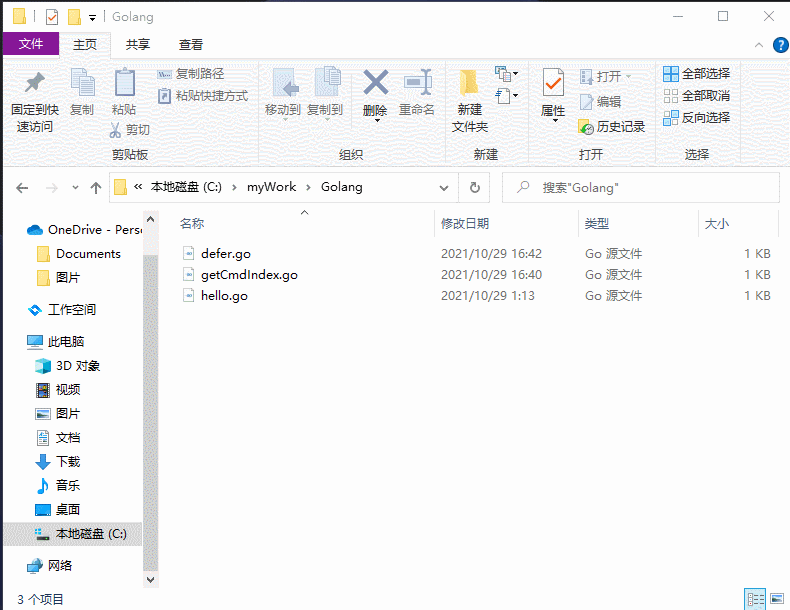 Golang
文件 主页 共享 查看
固定到快速访问
复制
粘贴
复制路径
粘贴快捷方式
剪切
剪贴板
移动到 复制到 删除 重命名
组织
新建
文件夹
新建
属性
打开
编辑
历史记录
打开
全部选择
全部取消
反向选择
选择
« 本地磁盘 (C:) › myWork › Golang
搜索"Golang"
名称 修改日期 类型 大小
defer.go 2021/10/29 16:42 Go 源文件 1 KB
getCmdIndex.go 2021/10/29 16:40 Go 源文件 1 KB
hello.go 2021/10/29 1:13 Go 源文件 1 KB
OneDrive - Pers
Documents
图片
工作空间
此电脑
3D 对象
视频
图片
文档
下载
音乐
桌面
本地磁盘 (C:)
网络
3 个项目